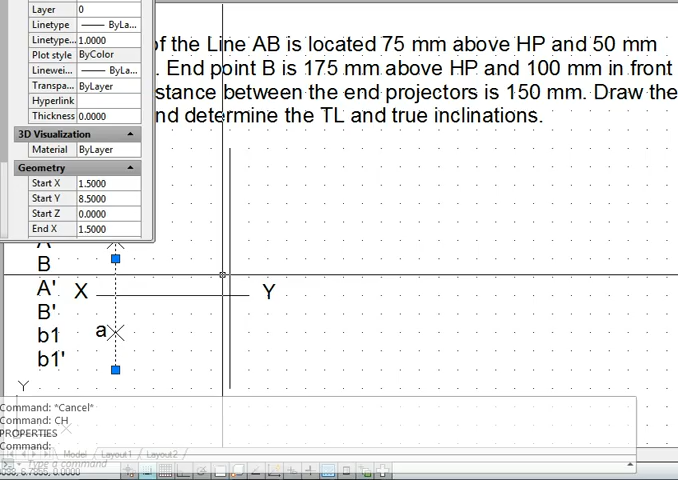 Layer 0
Linetype ByLa...
Linetype... 1.0000
Plot style ByColor
Linewei... ByLa...
Transpa... ByLayer
Hyperlink
Thickness 0.0000
3D Visualization
Material ByLayer
Geometry
Start X 1.5000
Start Y 8.5000
Start Z 0.0000
End X 1.5000
of the Line AB is located 75 mm above HP and 50 mm
. End point B is 175 mm above HP and 100 mm in front
stance between the end projectors is 150 mm. Draw the
nd determine the TL and true inclinations.
A
B
A'
B'
b1
b1'
X
Y
a
Y
Command: *Cancel*
Command: CH
PROPERTIES
Command:
Type a command
Model Layout1 Layout2